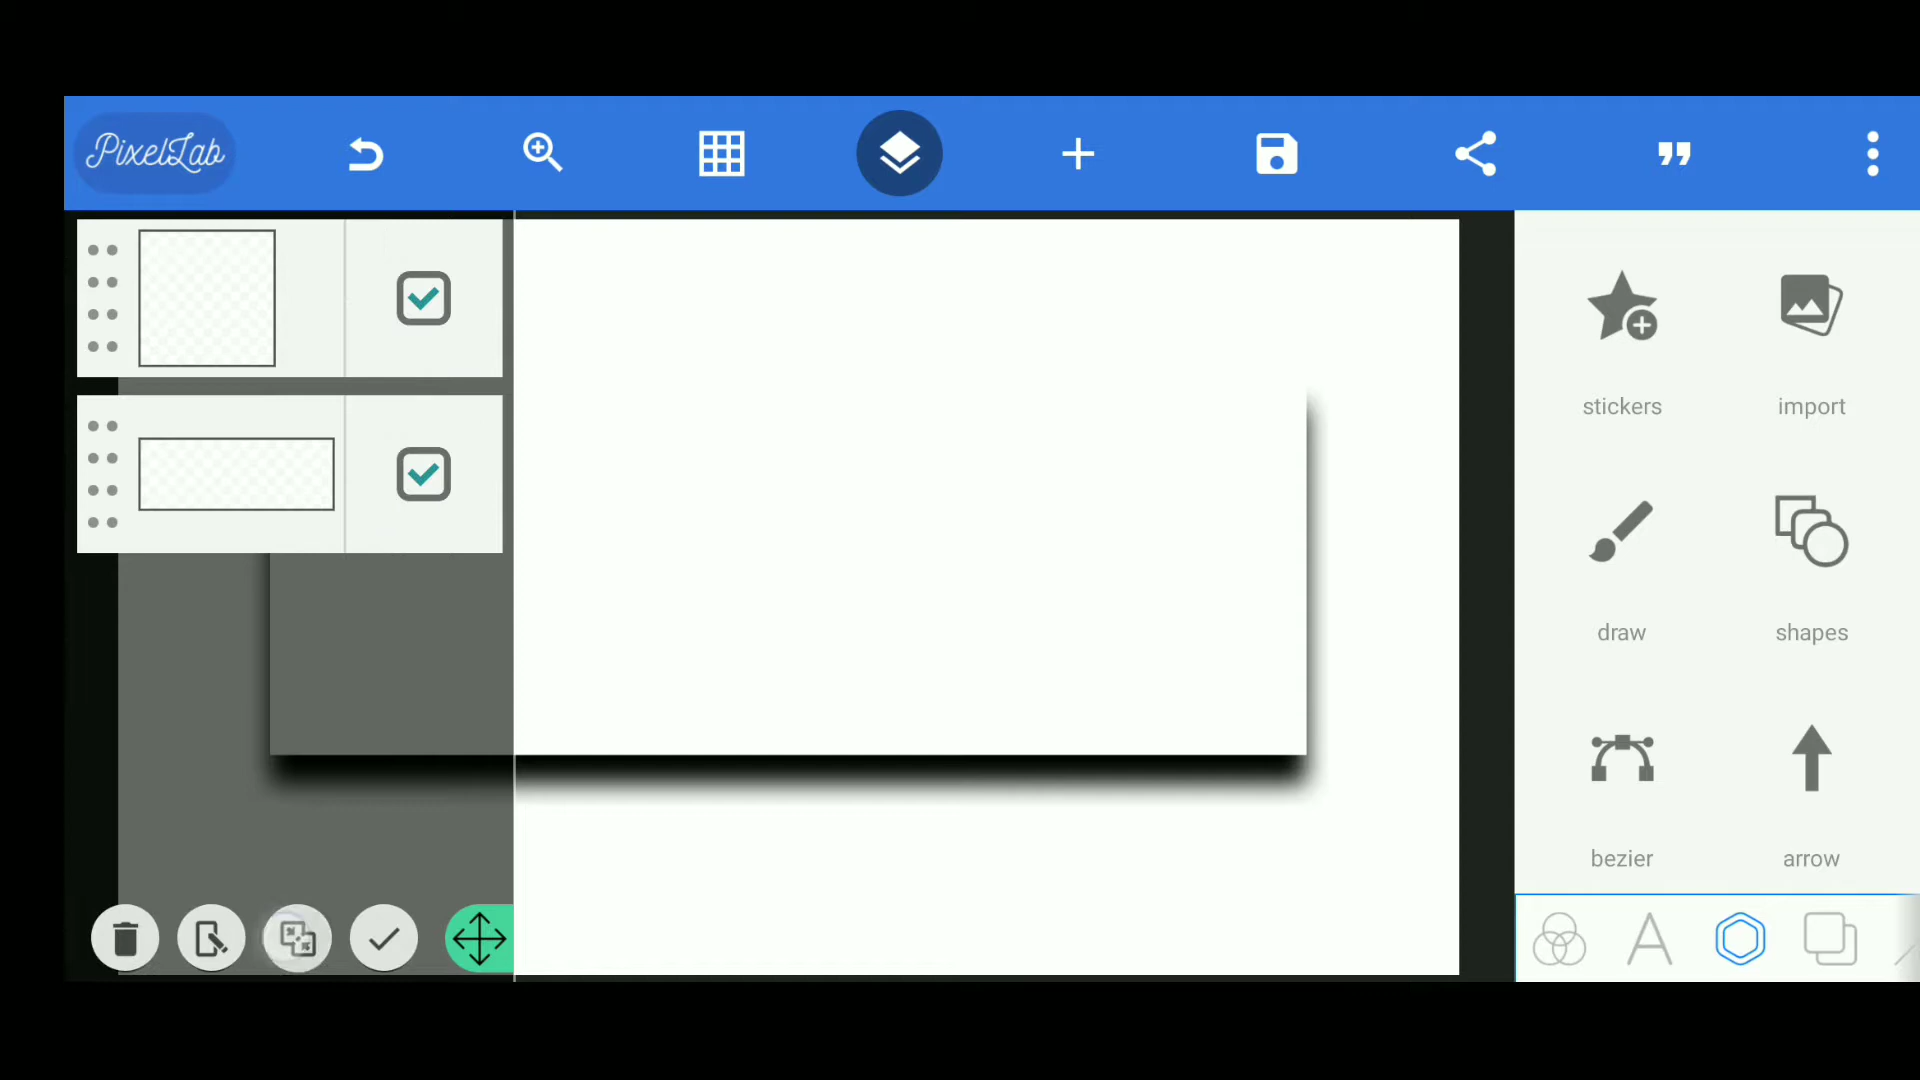 PixelLab
stickers
import
draw
shapes
bezier
arrow